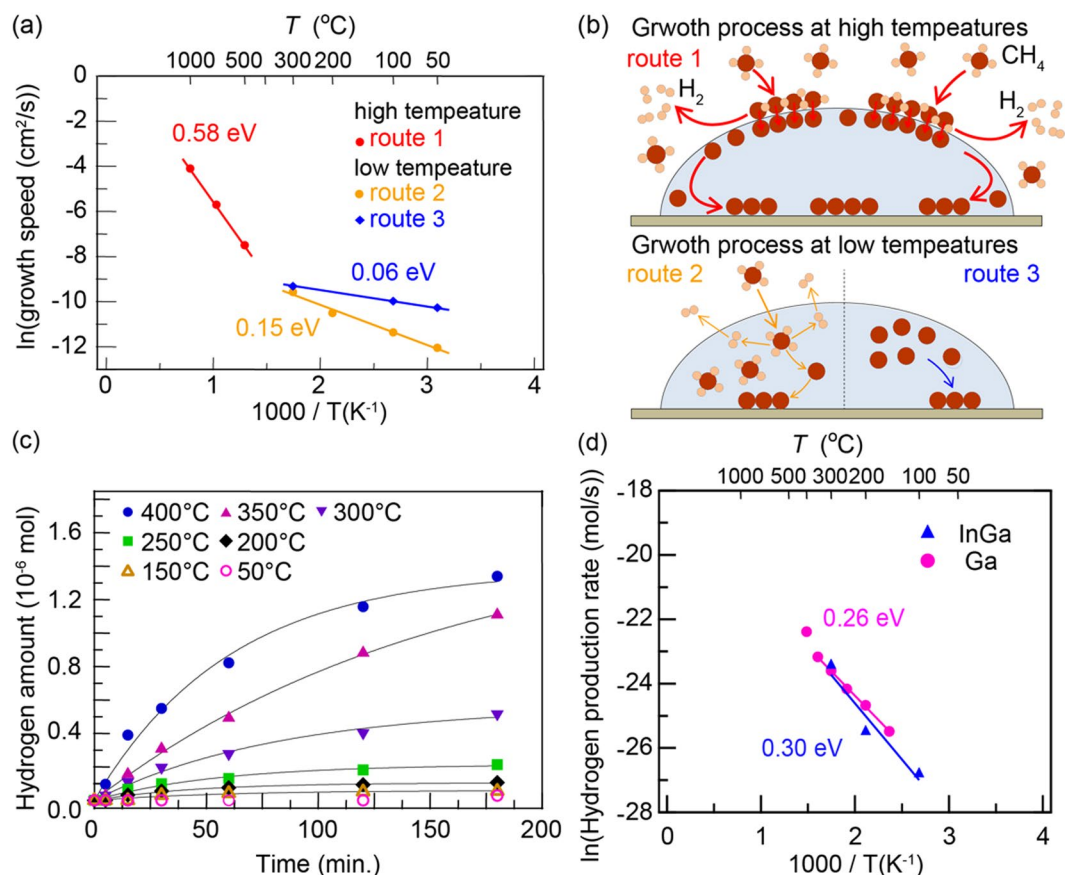 (a)
T (°C)
1000 500 300 200 100 50
ln(growth speed (cm²/s))
0
-2
-4
-6
-8
-10
-12
0.58 eV
high tempeature
route 1
low tempeature
route 2
route 3
0.06 eV
0.15 eV
0 1 2 3 4
1000 / T(K⁻¹)
(b)
Grwoth process at high tempeatures
route 1
CH₄
H₂
H₂
Grwoth process at low tempeatures
route 2
route 3
(c)
Hydrogen amount (10⁻⁶ mol)
1.6
1.2
0.8
0.4
0.0
400°C 350°C 300°C
250°C 200°C
150°C 50°C
0 50 100 150 200
Time (min.)
(d)
T (°C)
1000 500 300 200 100 50
ln(Hydrogen production rate (mol/s))
-18
-20
-22
-24
-26
-28
InGa
Ga
0.26 eV
0.30 eV
0 1 2 3 4
1000 / T(K⁻¹)